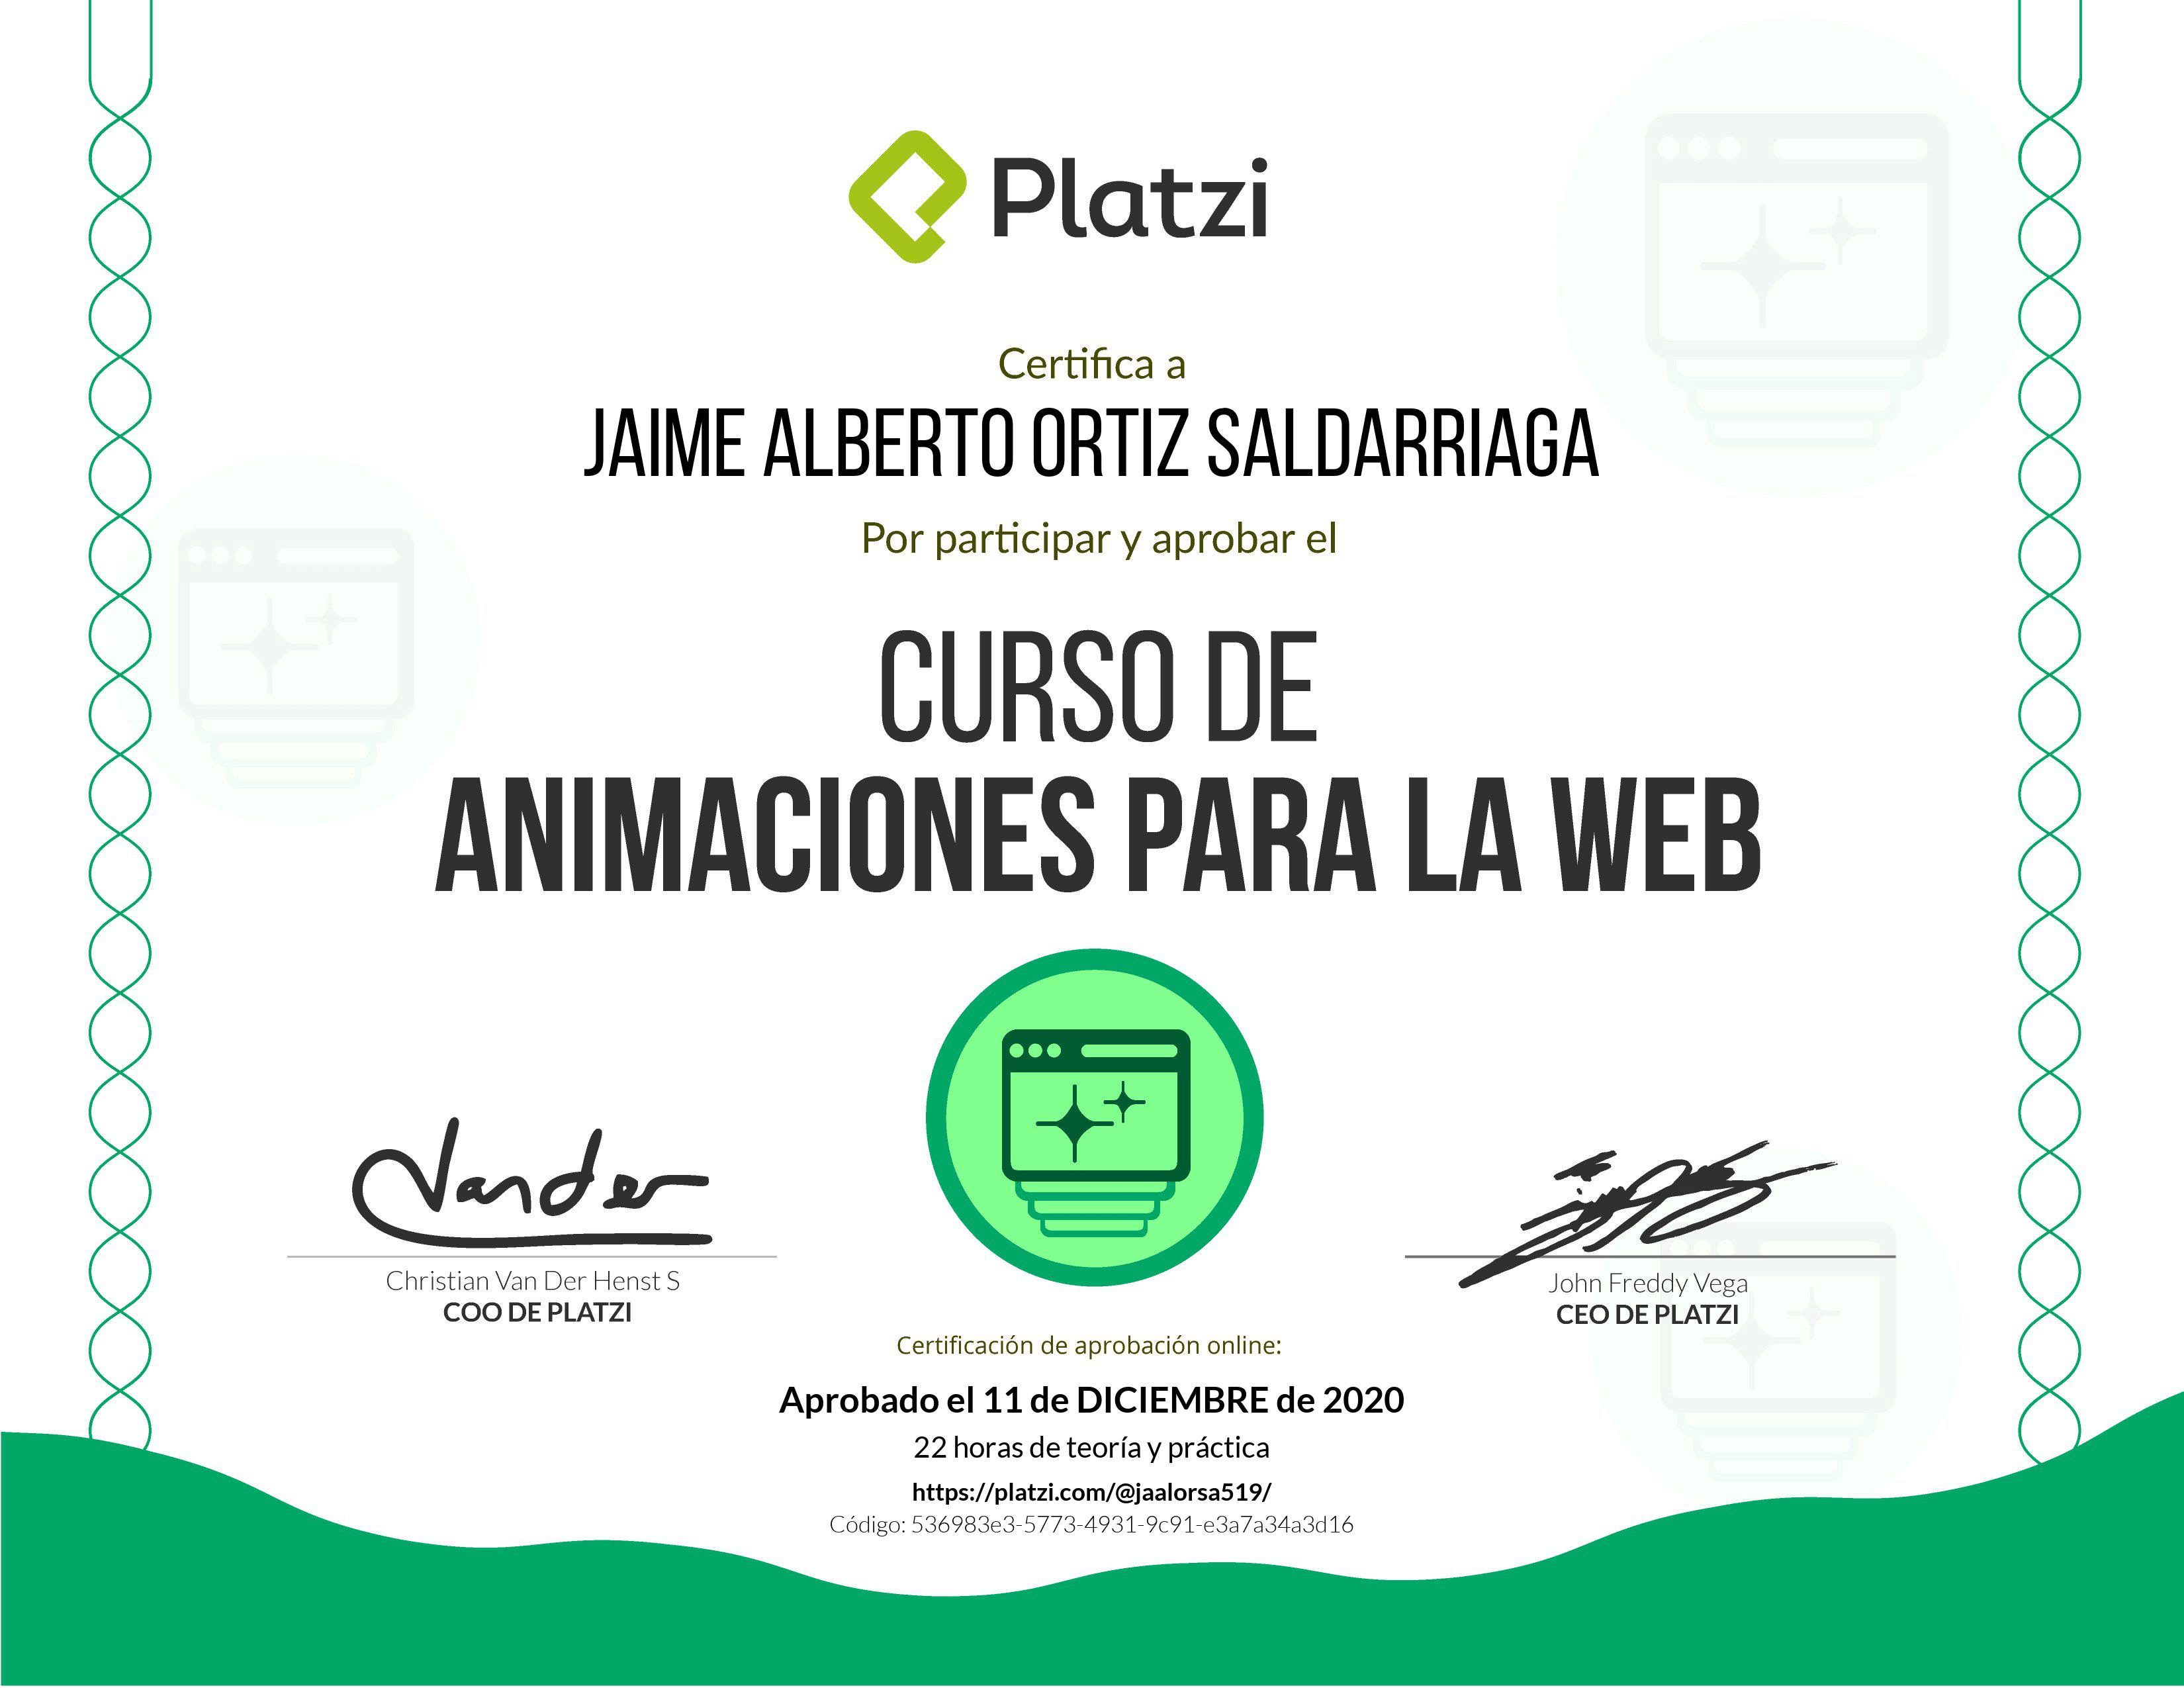 Platzi
Certifica a
JAIME ALBERTO ORTIZ SALDARRIAGA
Por participar y aprobar el
CURSO DE
ANIMACIONES PARA LA WEB
Vander
Christian Van Der Henst S
COO DE PLATZI
John Freddy Vega
CEO DE PLATZI
Certificación de aprobación online:
Aprobado el 11 de DICIEMBRE de 2020
22 horas de teoría y práctica
https://platzi.com/@jaalorsa519/
Código: 536983e3-5773-4931-9c91-e3a7a34a3d16